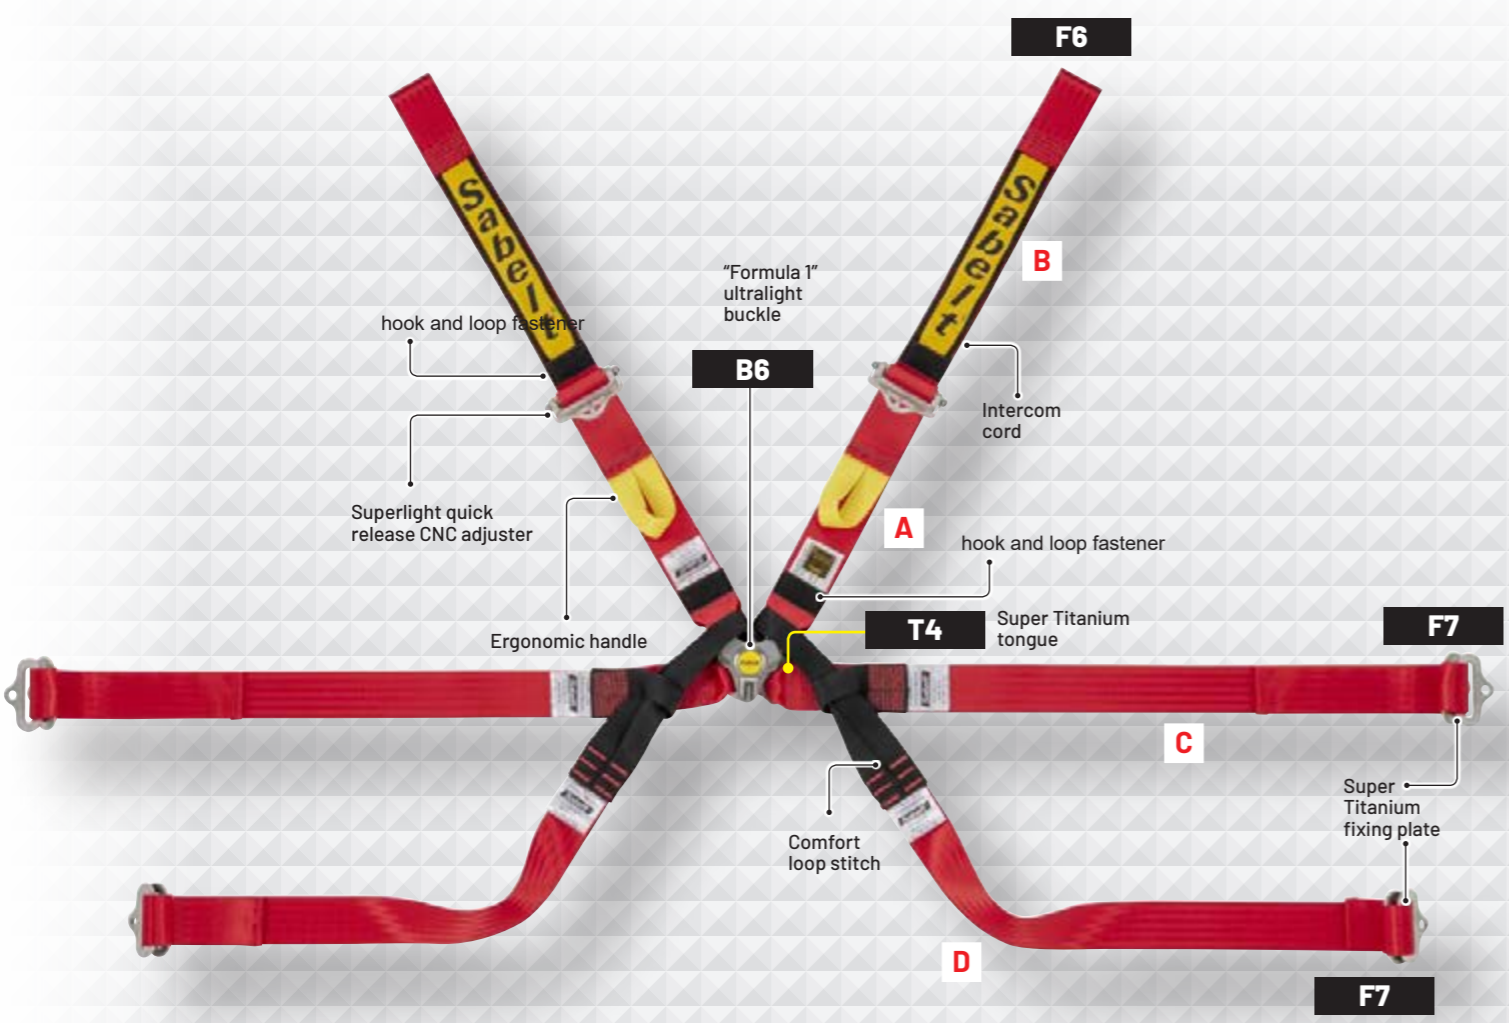 F6
Sabelt
Sabelt
B
"Formula 1"
ultralight
buckle
hook and loop fastener
B6
Intercom
cord
Superlight quick
release CNC adjuster
A
hook and loop fastener
T4
Super Titanium
tongue
F7
Ergonomic handle
C
Super
Titanium
fixing plate
Comfort
loop stitch
D
F7